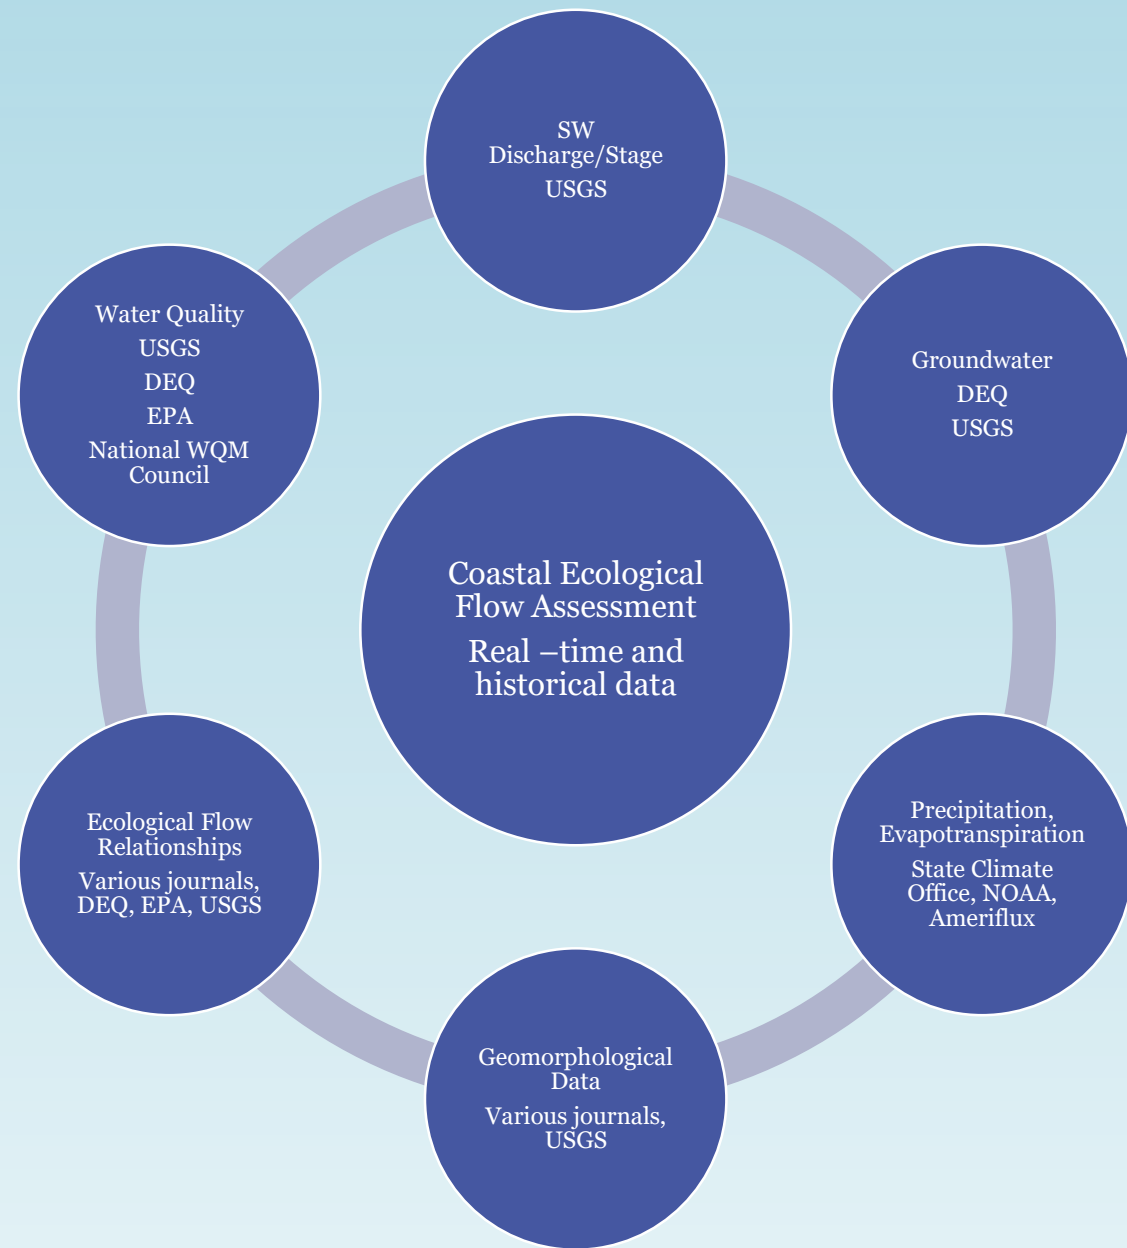 SW
Discharge/Stage
USGS
Groundwater
DEQ
USGS
Precipitation,
Evapotranspiration
State Climate
Office, NOAA,
Ameriflux
Geomorphological
Data
Various journals,
USGS
Ecological Flow
Relationships
Various journals,
DEQ, EPA, USGS
Water Quality
USGS
DEQ
EPA
National WQM
Council
Coastal Ecological
Flow Assessment
Real –time and
historical data